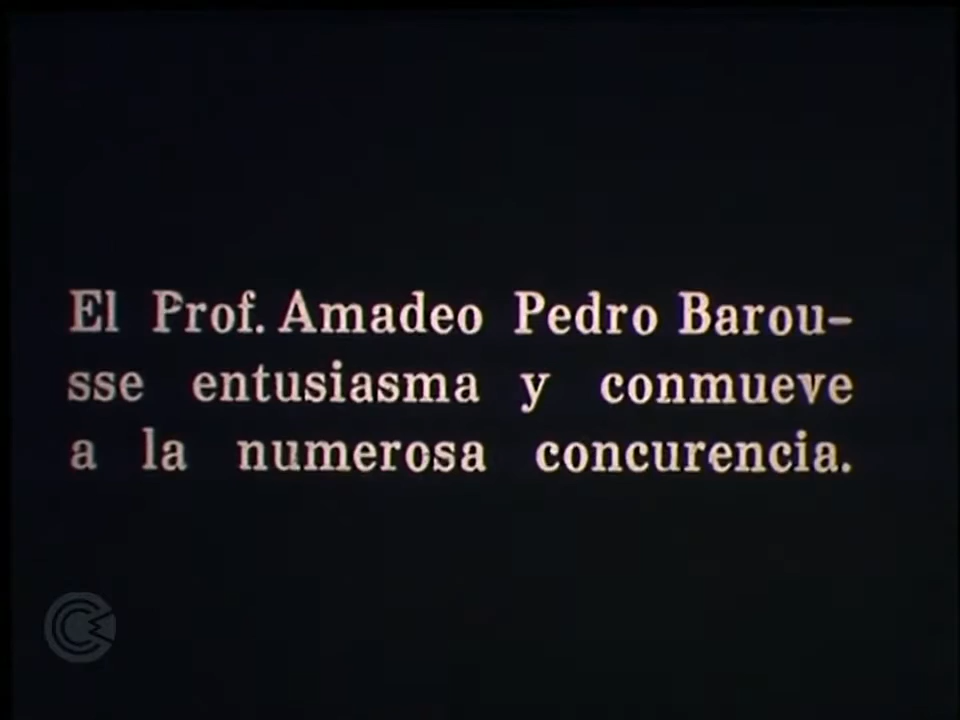 El Prof. Amadeo Pedro Barou-
sse entusiasma y conmueve
a la numerosa concurencia.